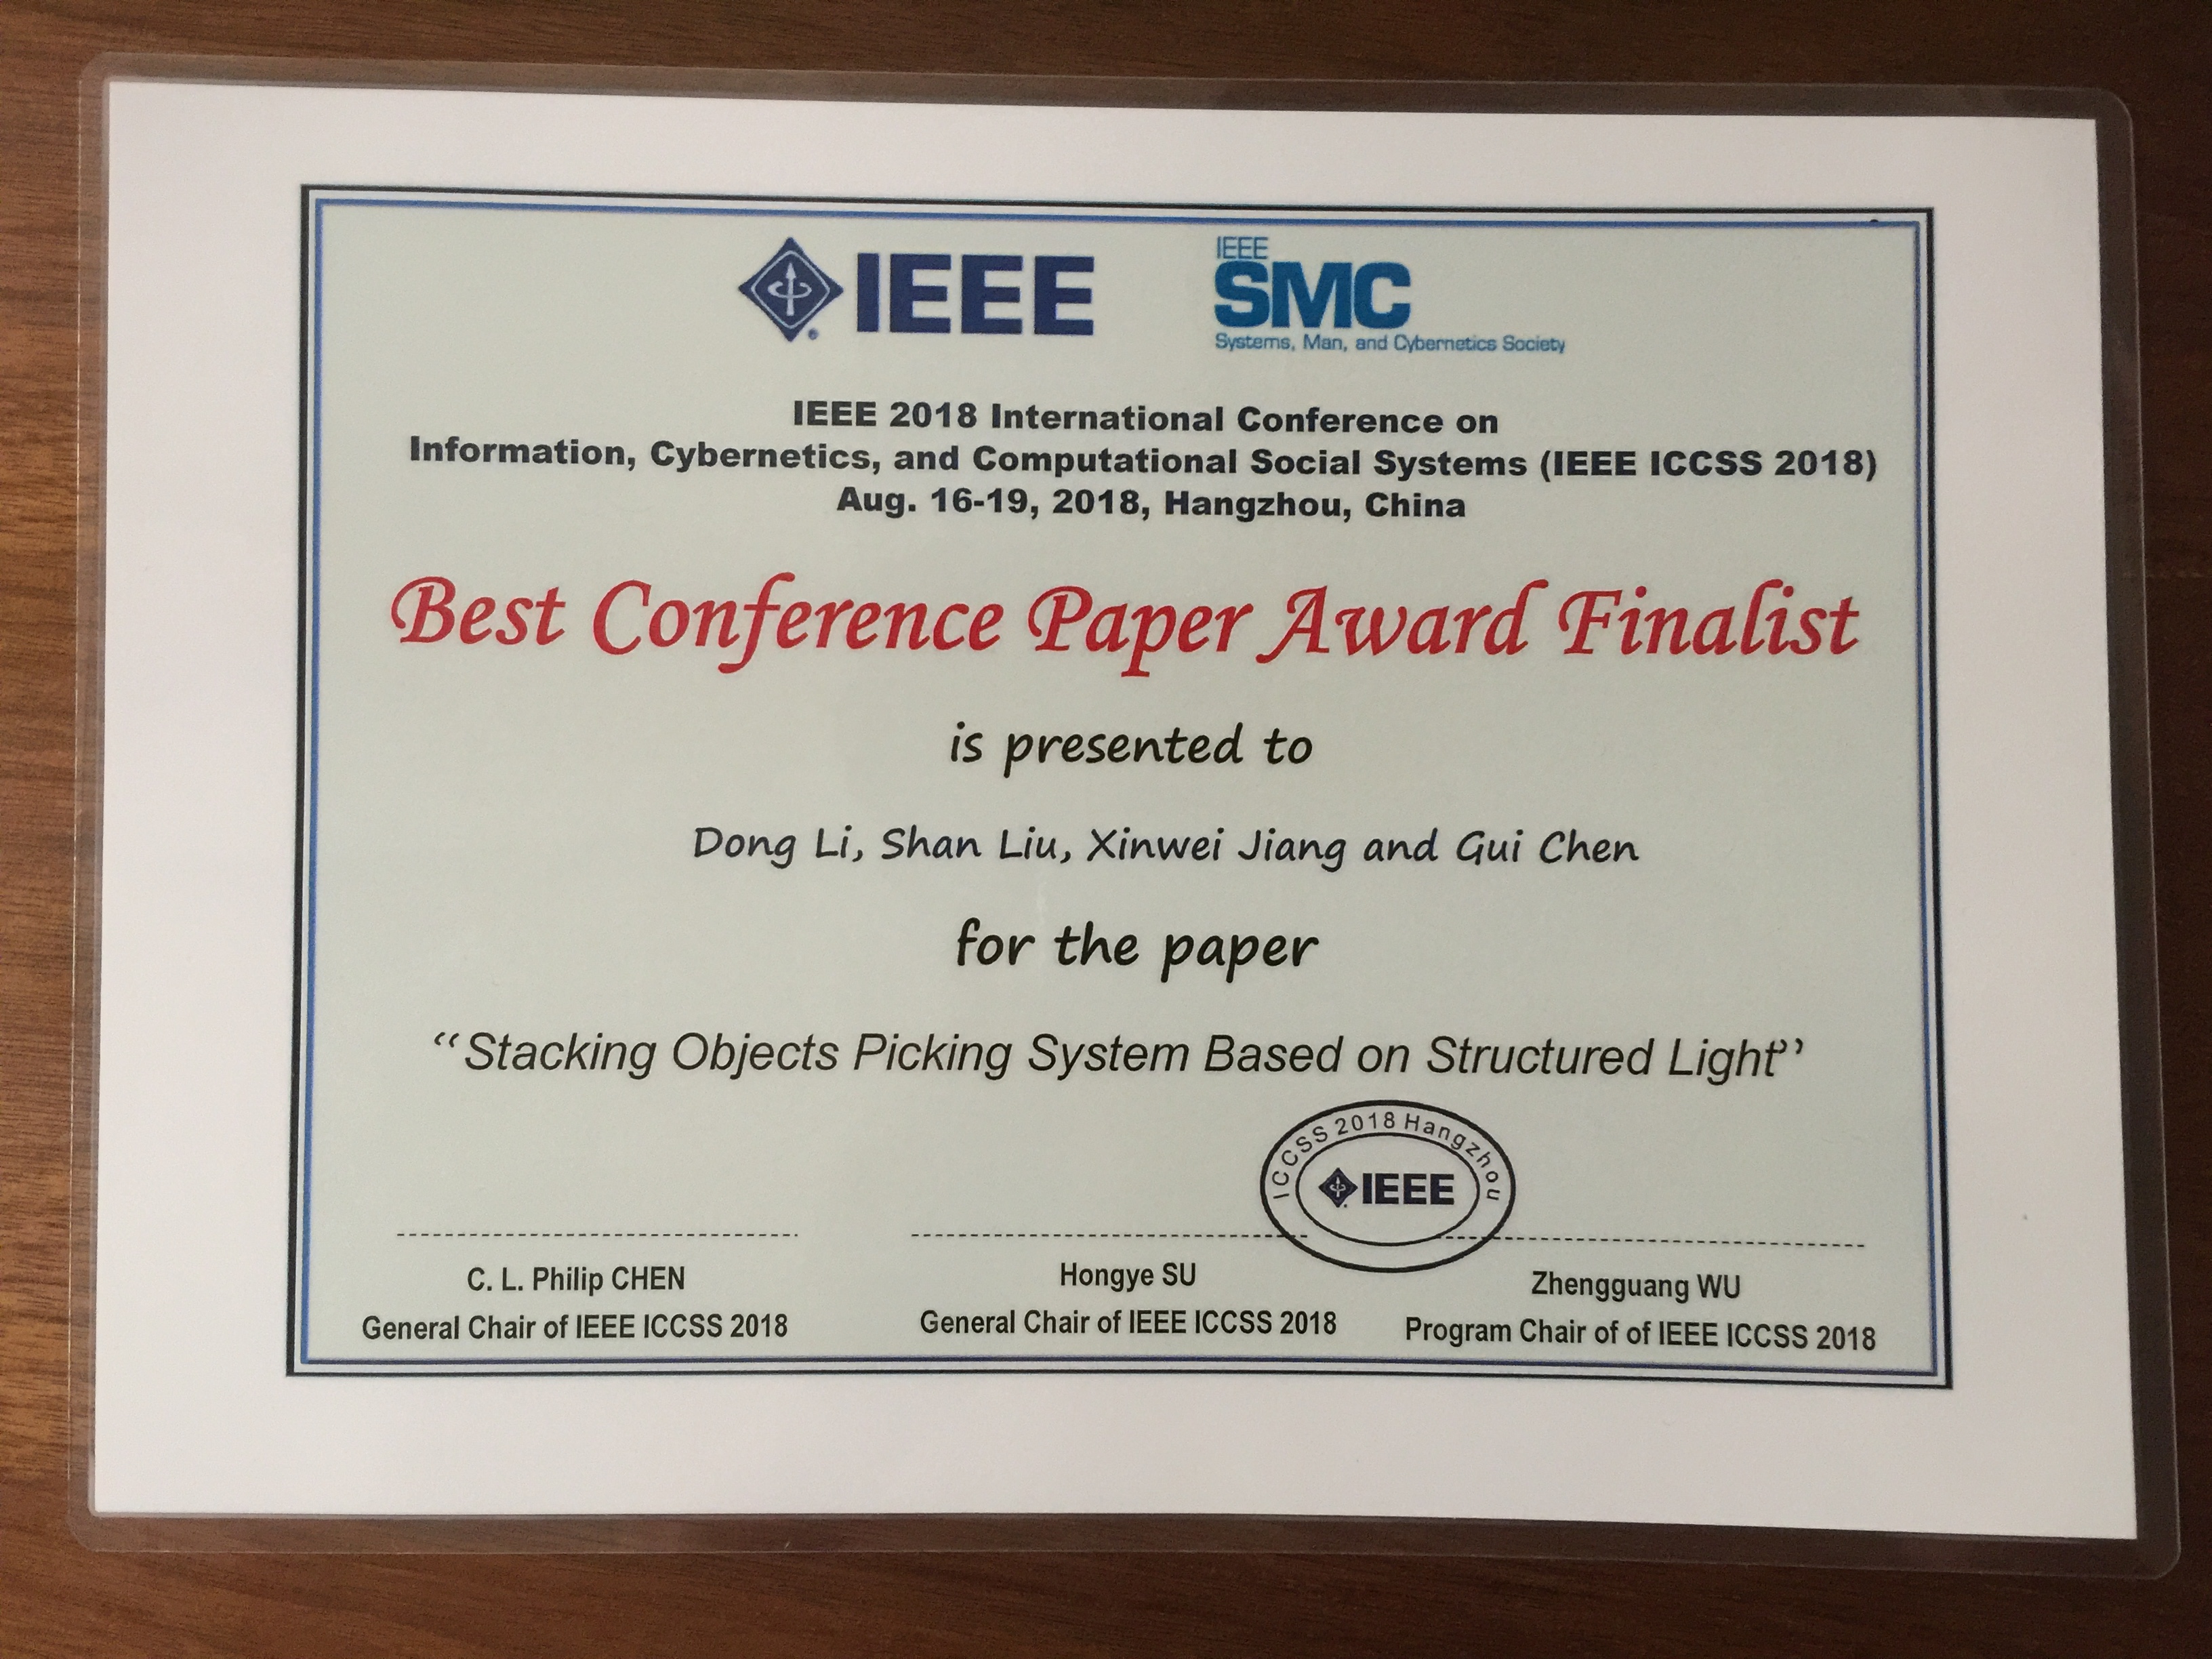 IEEE
IEEE
SMC
Systems, Man, and Cybernetics Society
IEEE 2018 International Conference on
Information, Cybernetics, and Computational Social Systems (IEEE ICCSS 2018)
Aug. 16-19, 2018, Hangzhou, China
Best Conference Paper Award Finalist
is presented to
Dong Li, Shan Liu, Xinwei Jiang and Gui Chen
for the paper
“Stacking Objects Picking System Based on Structured Light”
ICCSS 2018 Hangzhou
IEEE
C. L. Philip CHEN
General Chair of IEEE ICCSS 2018
Hongye SU
General Chair of IEEE ICCSS 2018
Zhengguang WU
Program Chair of of IEEE ICCSS 2018